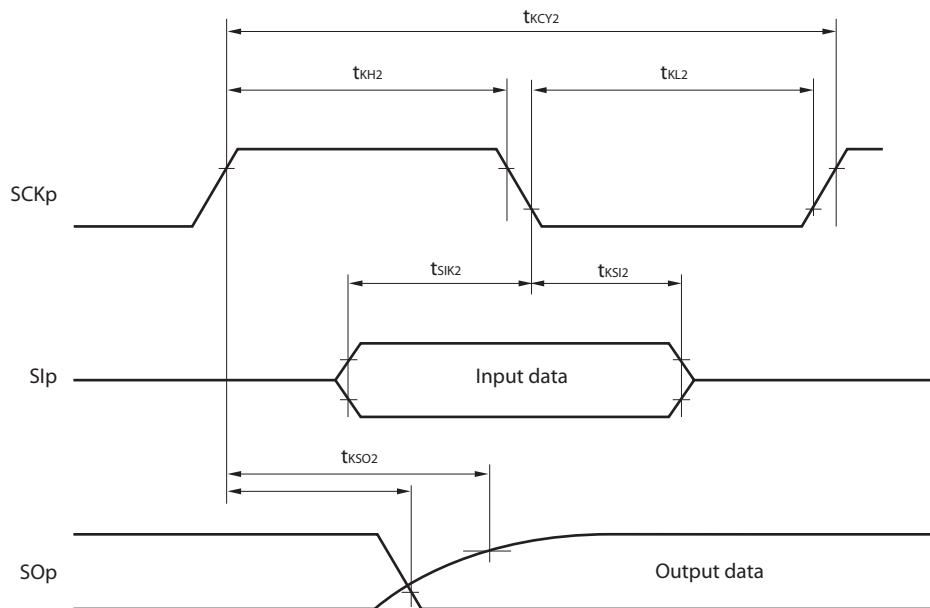 tKCY2
tKH2
tKL2
SCKp
tSIK2
tKSI2
SIp
Input data
tKSO2
SOp
Output data